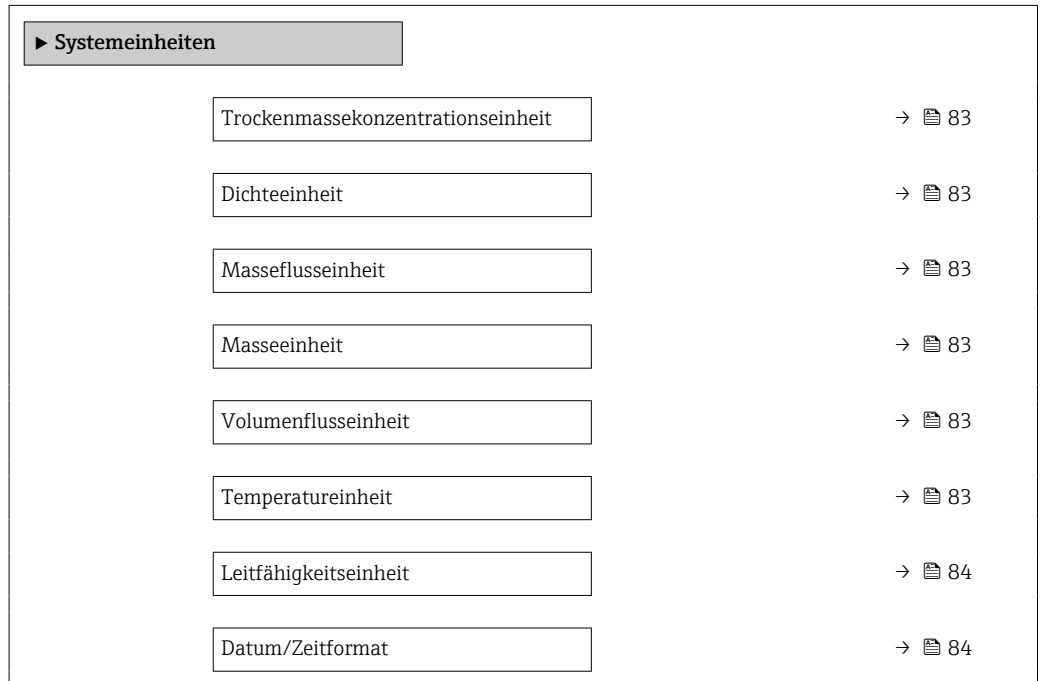 ▶ Systemeinheiten
Trockenmassekonzentrationseinheit → 83
Dichteeinheit → 83
Masseflusseinheit → 83
Masseeinheit → 83
Volumenflusseinheit → 83
Temperatureinheit → 83
Leitfähigkeitseinheit → 84
Datum/Zeitformat → 84